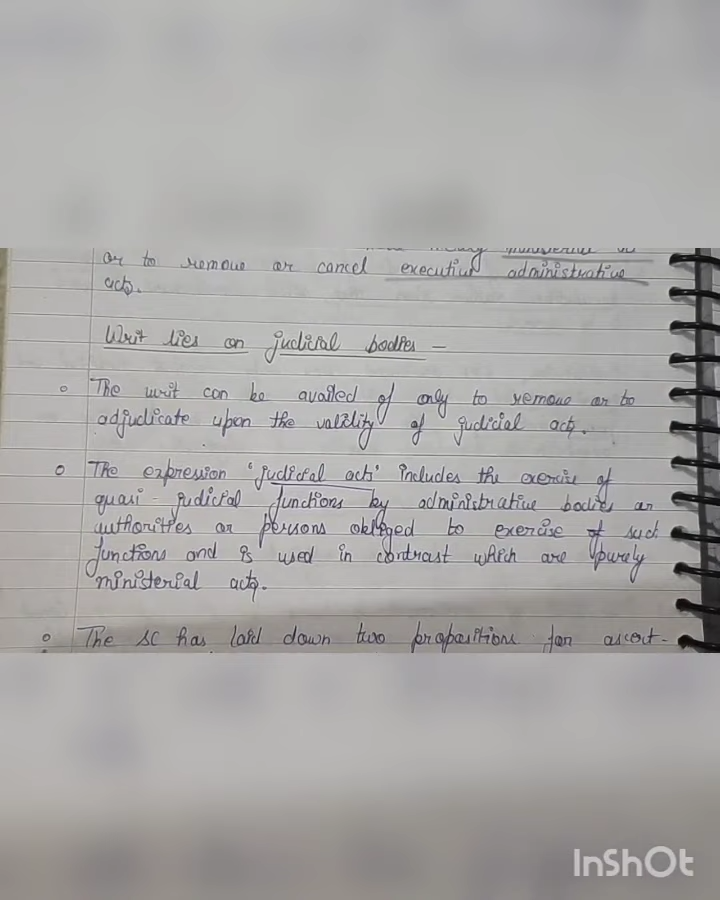 ministerial
or to remove or cancel executive administrative
acts.
Writ lies on judicial bodies -
The writ can be availed of only to remove or to
adjudicate upon the validity of judicial acts.
The expression 'judicial acts' includes the exercise of
quasi-judicial functions by administrative bodies or
authorities or persons obliged to exercise of such
functions and is used in contrast which are purely
ministerial acts.
The SC has laid down two propositions for ascert-
InShOt